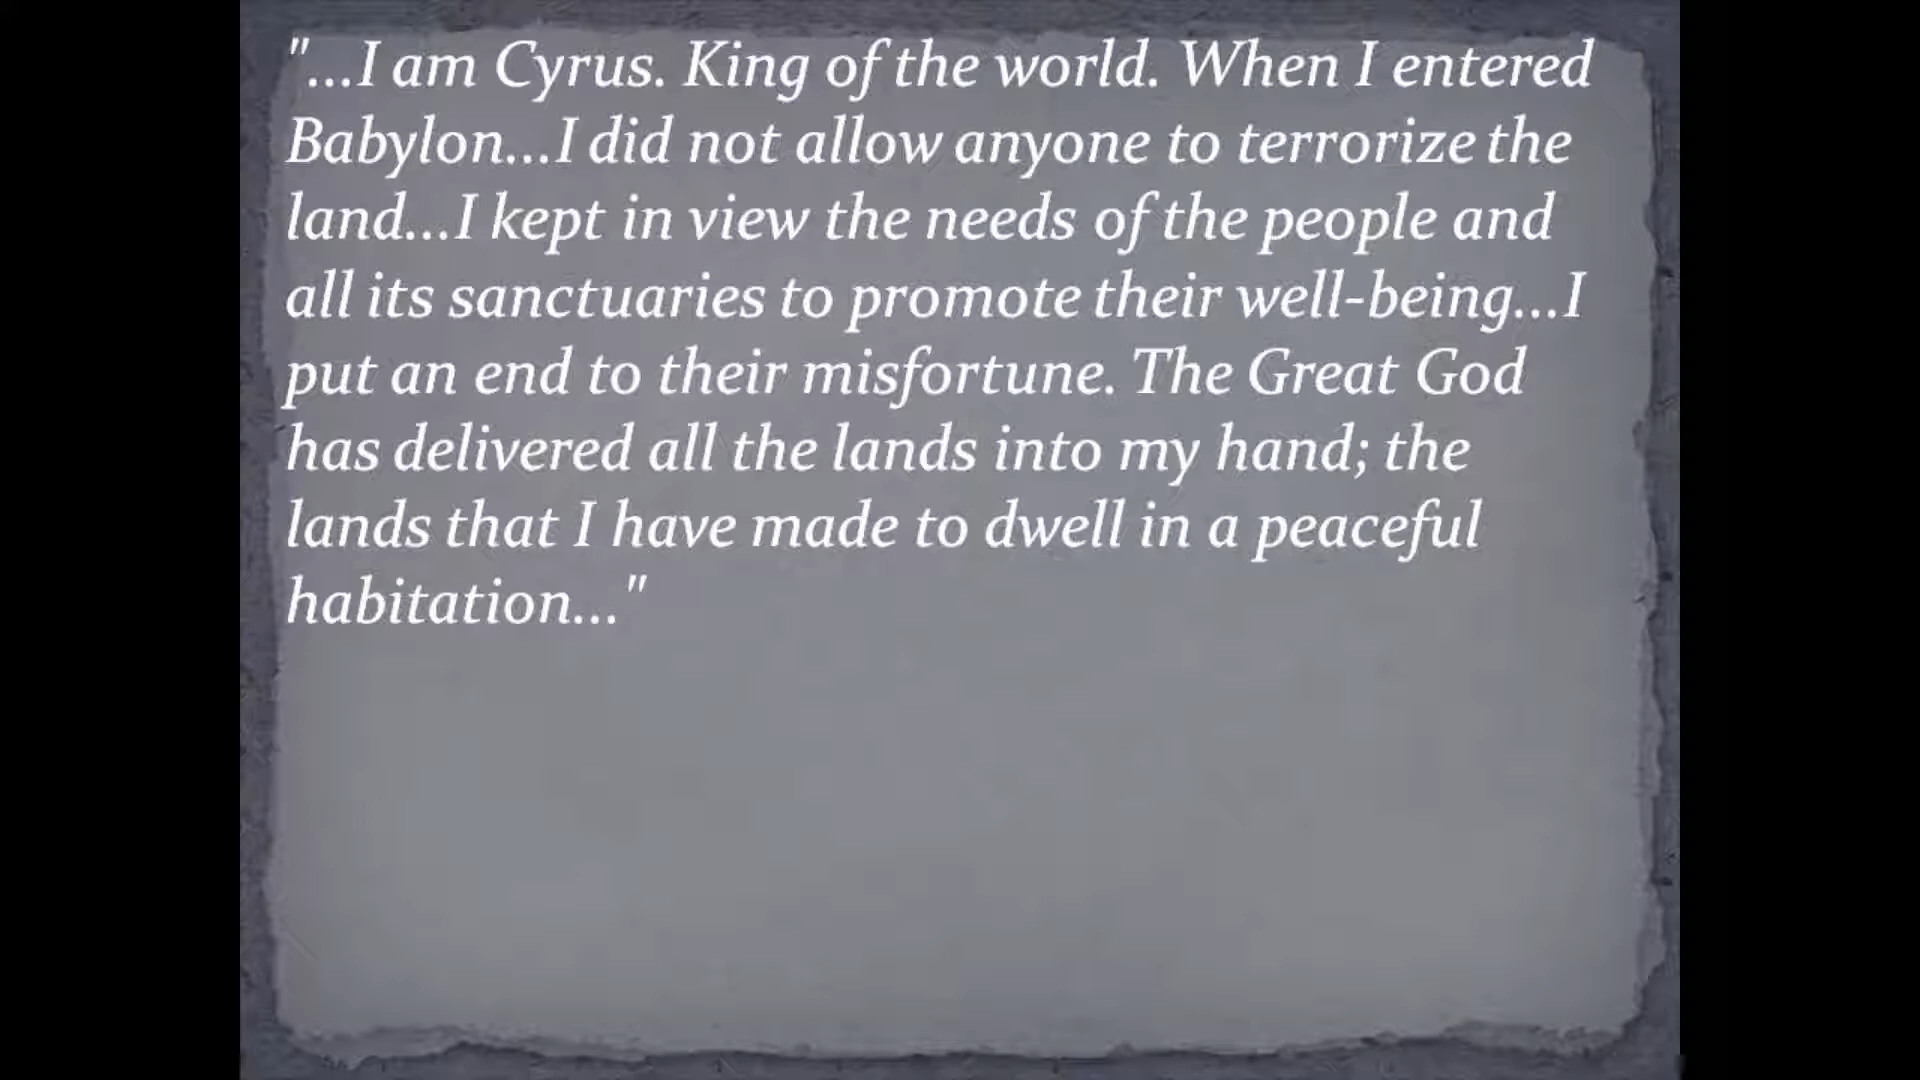 "...I am Cyrus. King of the world. When I entered
Babylon...I did not allow anyone to terrorize the
land...I kept in view the needs of the people and
all its sanctuaries to promote their well-being...I
put an end to their misfortune. The Great God
has delivered all the lands into my hand; the
lands that I have made to dwell in a peaceful
habitation..."